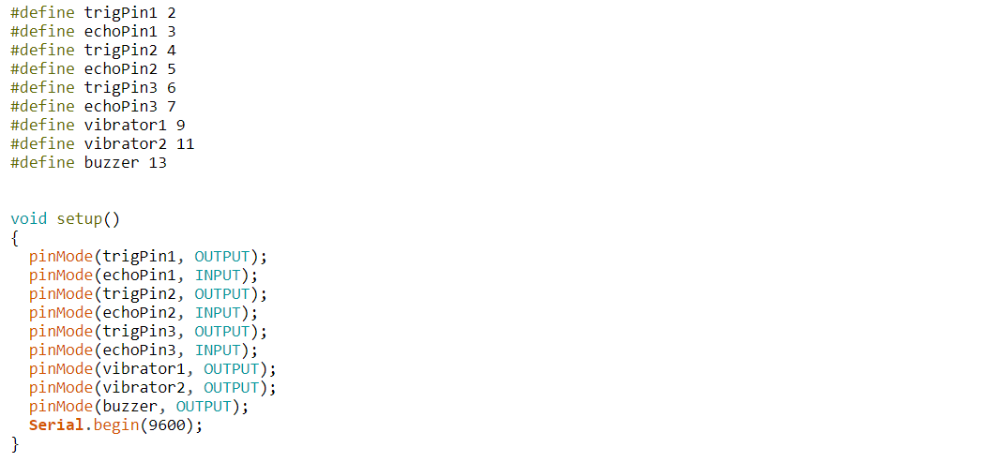 #define trigPin1 2
#define echoPin1 3
#define trigPin2 4
#define echoPin2 5
#define trigPin3 6
#define echoPin3 7
#define vibrator1 9
#define vibrator2 11
#define buzzer 13
void setup()
{
  pinMode(trigPin1, OUTPUT);
  pinMode(echoPin1, INPUT);
  pinMode(trigPin2, OUTPUT);
  pinMode(echoPin2, INPUT);
  pinMode(trigPin3, OUTPUT);
  pinMode(echoPin3, INPUT);
  pinMode(vibrator1, OUTPUT);
  pinMode(vibrator2, OUTPUT);
  pinMode(buzzer, OUTPUT);
  Serial.begin(9600);
}